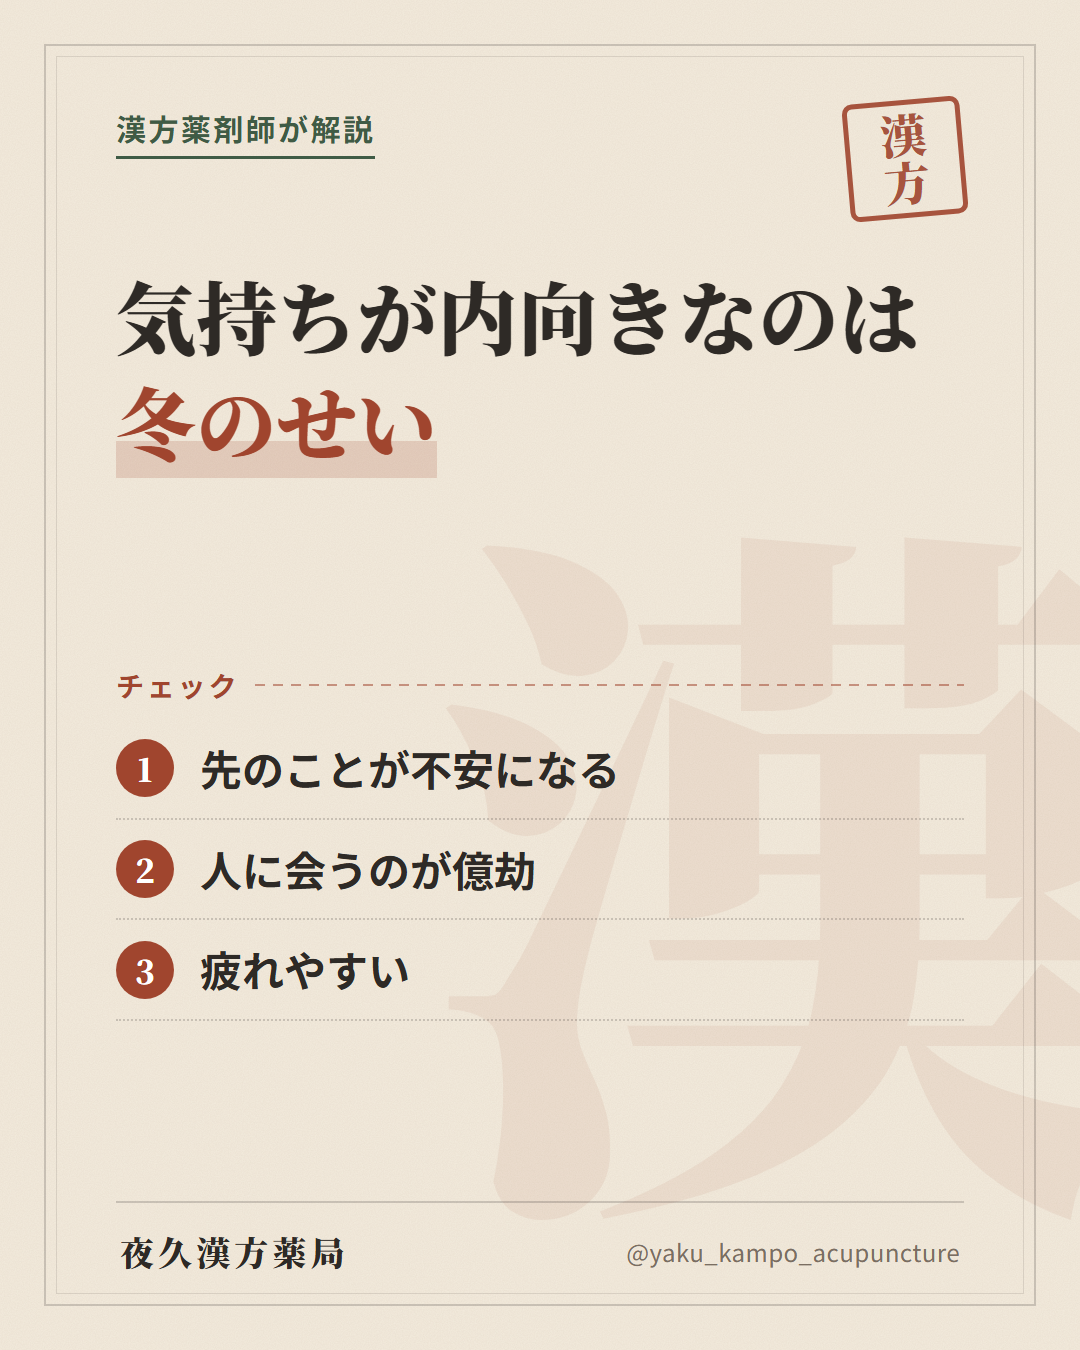 漢方薬剤師が解説
漢方
気持ちが内向きなのは
冬のせい
チェック
1 先のことが不安になる
2 人に会うのが億劫
3 疲れやすい
漢
夜久漢方薬局
@yaku_kampo_acupuncture